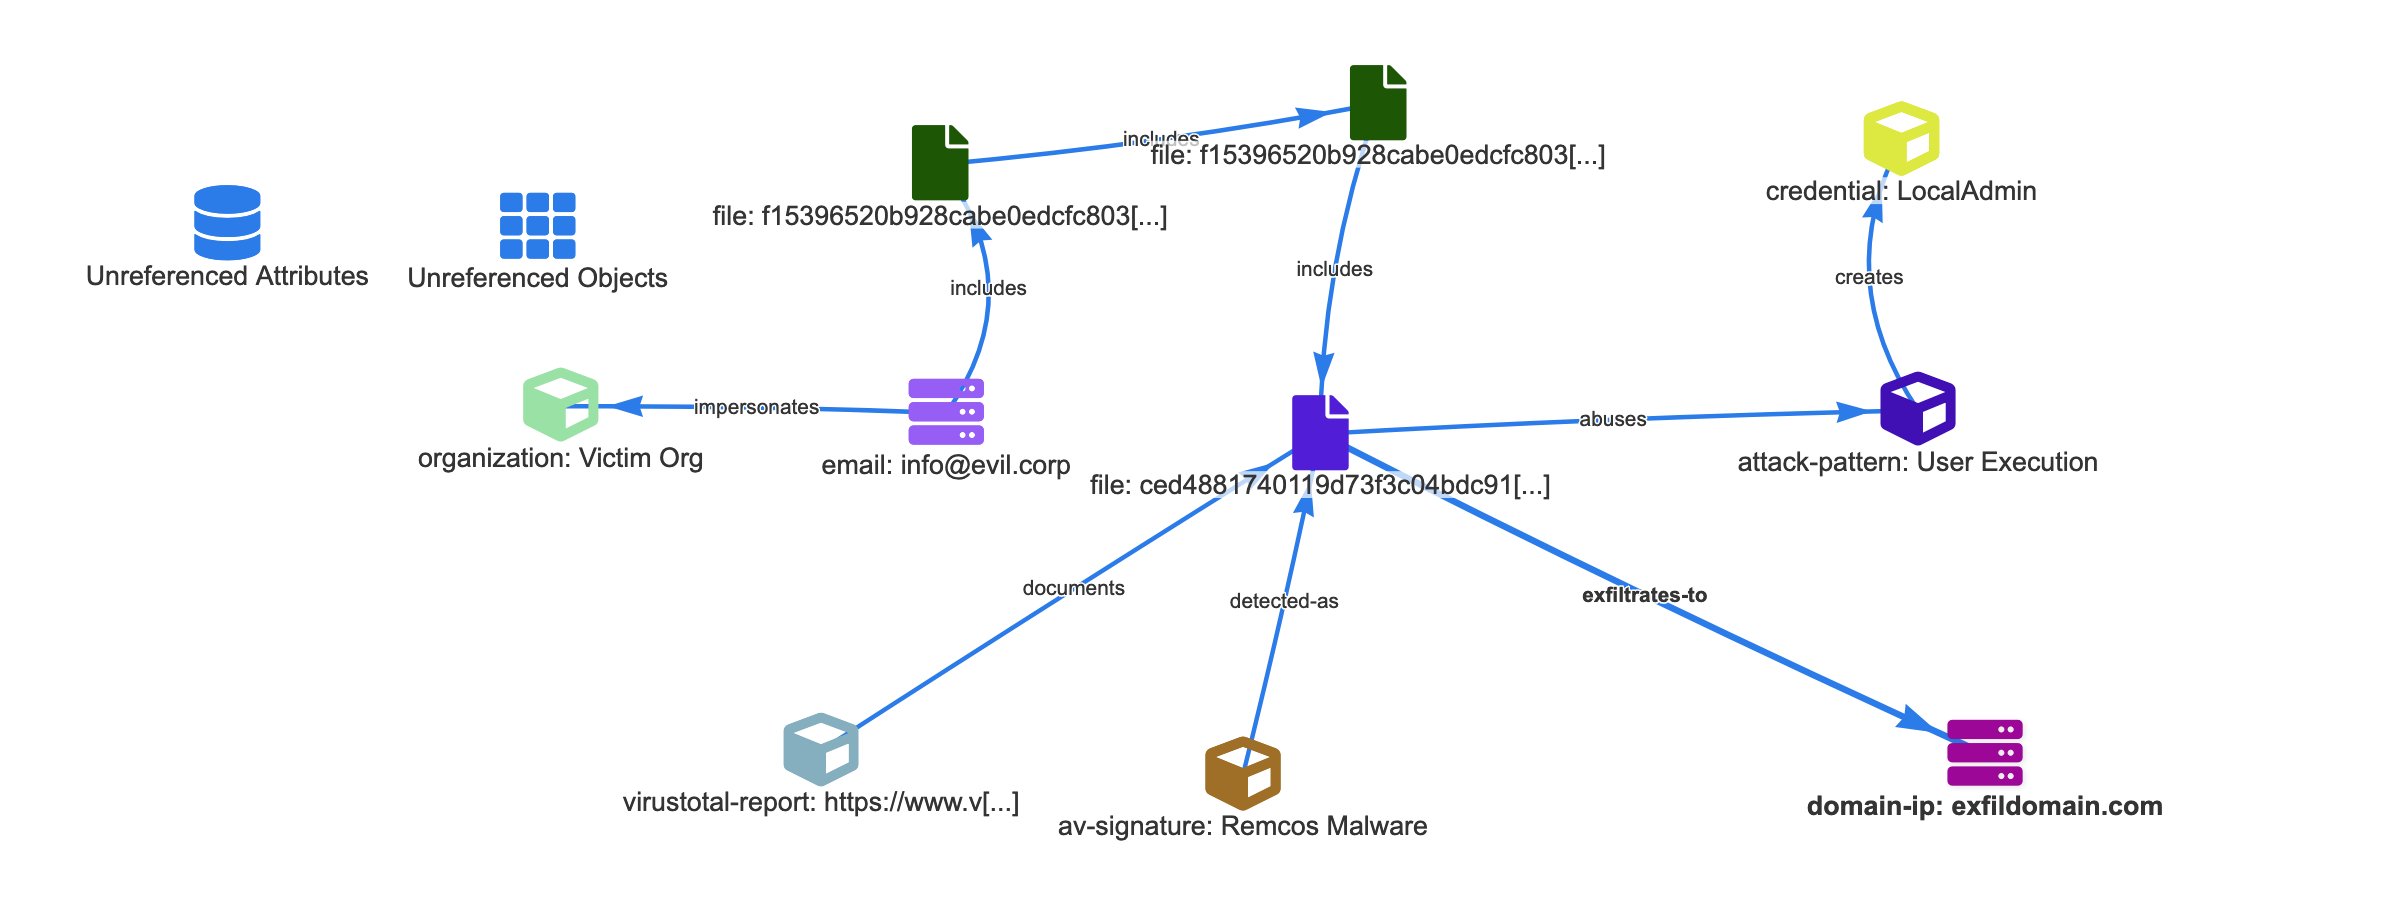 includes
file: f15396520b928cabe0edcfc803[...]
credential: LocalAdmin
file: f15396520b928cabe0edcfc803[...]
Unreferenced Attributes
Unreferenced Objects
includes
includes
creates
impersonates
abuses
organization: Victim Org
email: info@evil.corp
attack-pattern: User Execution
file: ced4881740119d73f3c04bdc91[...]
documents
detected-as
exfiltrates-to
virustotal-report: https://www.v[...]
domain-ip: exfildomain.com
av-signature: Remcos Malware